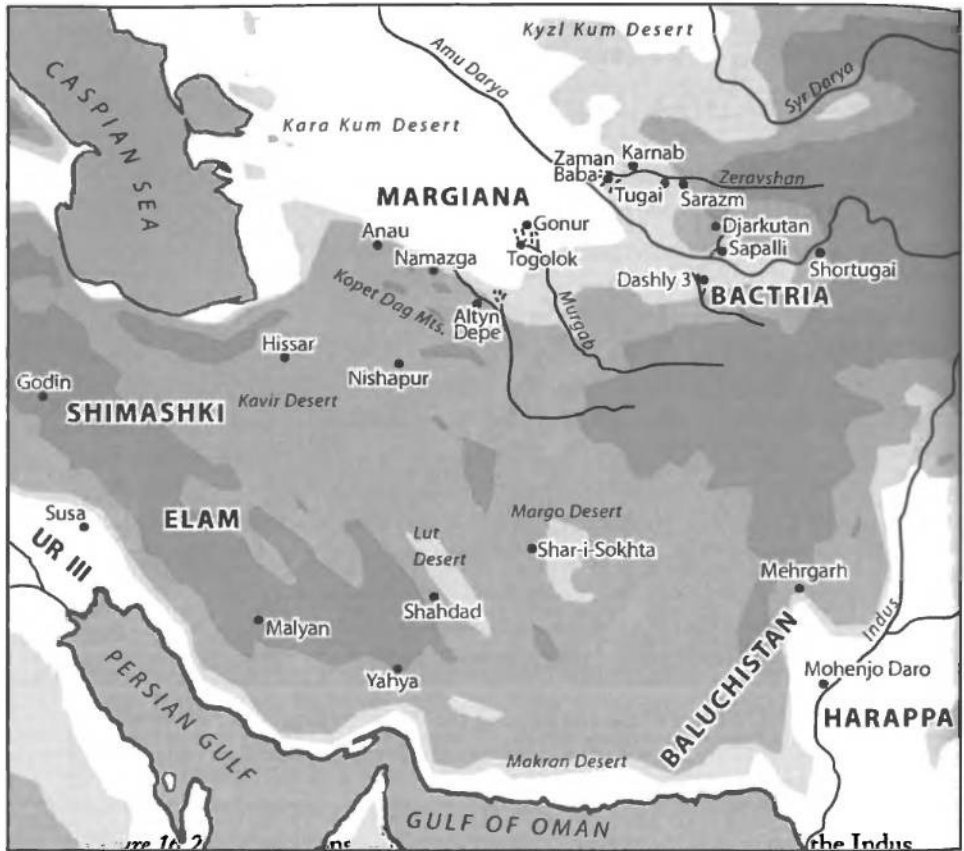 Kyzl Kum Desert
CASPIAN SEA
Amu Darya
Syr Darya
Kara Kum Desert
Zaman
Baba
Karnab
Zeravshan
Tugai
Sarazm
MARGIANA
Gonur
Djarkutan
Anau
Togolok
Sapalli
Namazga
Shortugai
Dashly 3
BACTRIA
Kopet Dag Mts.
Altyn
Depe
Murgab
Hissar
Nishapur
Godin
Kavir Desert
SHIMASHKI
Susa
ELAM
Margo Desert
UR III
Lut
Desert
Shar-i-Sokhta
Mehrgarh
Shahdad
Indus
Malyan
PERSIAN GULF
Yahya
BALUCHISTAN
Mohenjo Daro
HARAPPA
Makran Desert
GULF OF OMAN
the Indus